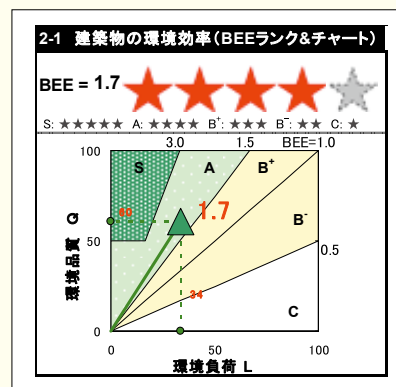 2-1 建築物の環境効率(BEEランク&チャート)
BEE = 1.7
S: ★★★★★ A: ★★★★ B+: ★★★ B-: ★★ C: ★
3.0 1.5 BEE=1.0
100
S A B+
60
1.7
B-
50
0.5
環境品質 Q
34
C
0
0 50 100
環境負荷 L